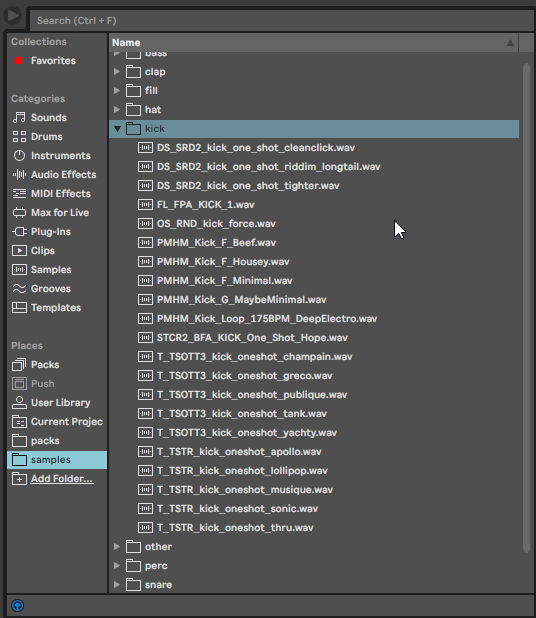 Search (Ctrl + F)
Collections
Favorites
Categories
Sounds
Drums
Instruments
Audio Effects
MIDI Effects
Max for Live
Plug-Ins
Clips
Samples
Grooves
Templates
Places
Packs
Push
User Library
Current Projec
packs
samples
Add Folder...
Name
bass
clap
fill
hat
kick
DS_SRD2_kick_one_shot_cleanclick.wav
DS_SRD2_kick_one_shot_riddim_longtail.wav
DS_SRD2_kick_one_shot_tighter.wav
FL_FPA_KICK_1.wav
OS_RND_kick_force.wav
PMHM_Kick_F_Beef.wav
PMHM_Kick_F_Housey.wav
PMHM_Kick_F_Minimal.wav
PMHM_Kick_G_MaybeMinimal.wav
PMHM_Kick_Loop_175BPM_DeepElectro.wav
STCR2_BFA_KICK_One_Shot_Hope.wav
T_TSOTT3_kick_oneshot_champain.wav
T_TSOTT3_kick_oneshot_greco.wav
T_TSOTT3_kick_oneshot_publique.wav
T_TSOTT3_kick_oneshot_tank.wav
T_TSOTT3_kick_oneshot_yachty.wav
T_TSTR_kick_oneshot_apollo.wav
T_TSTR_kick_oneshot_lollipop.wav
T_TSTR_kick_oneshot_musique.wav
T_TSTR_kick_oneshot_sonic.wav
T_TSTR_kick_oneshot_thru.wav
other
perc
snare